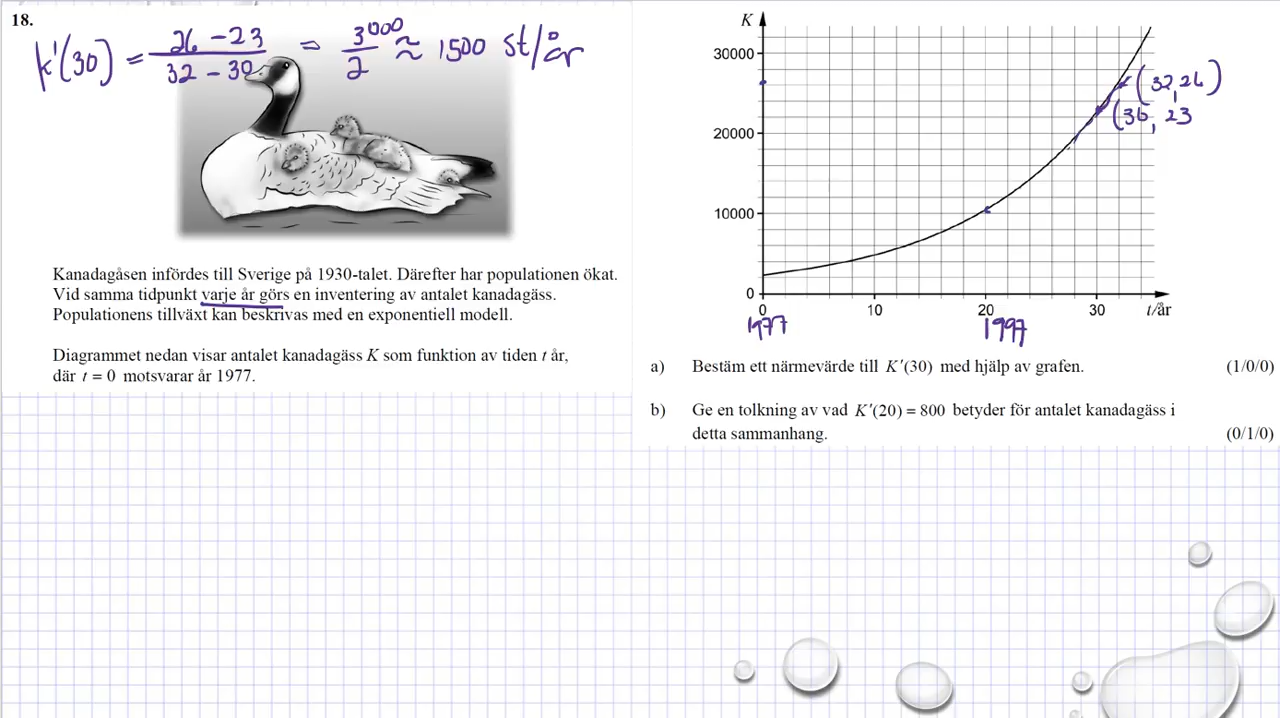 18.
K'(30) = 26 - 23 / 32 - 30 = 3000 / 2 ≈ 1500 st/år
Kanadagåsen infördes till Sverige på 1930-talet. Därefter har populationen ökat.
Vid samma tidpunkt varje år görs en inventering av antalet kanadagäss.
Populationens tillväxt kan beskrivas med en exponentiell modell.
Diagrammet nedan visar antalet kanadagäss K som funktion av tiden t år,
där t = 0 motsvarar år 1977.
K
30000
(32,26)
(30, 23
20000
10000
0
0 10 20 30 t/år
1977 1997
a) Bestäm ett närmevärde till K′(30) med hjälp av grafen. (1/0/0)
b) Ge en tolkning av vad K′(20) = 800 betyder för antalet kanadagäss i
detta sammanhang. (0/1/0)